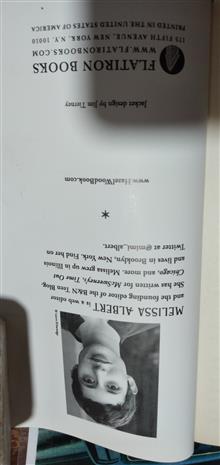 MELISSA ALBERT is a web editor
and the founding editor of the B&N Teen Blog.
She has written for McSweeney's, Time Out
Chicago, and more. Melissa grew up in Illinois
and lives in Brooklyn, New York. Find her on
Twitter at @mimi_albert.
*
www.HazelWoodBook.com
Jacket design by Jim Tierney
FLATIRON BOOKS
WWW.FLATIRONBOOKS.COM
175 FIFTH AVENUE, NEW YORK, N.Y. 10010
PRINTED IN THE UNITED STATES OF AMERICA